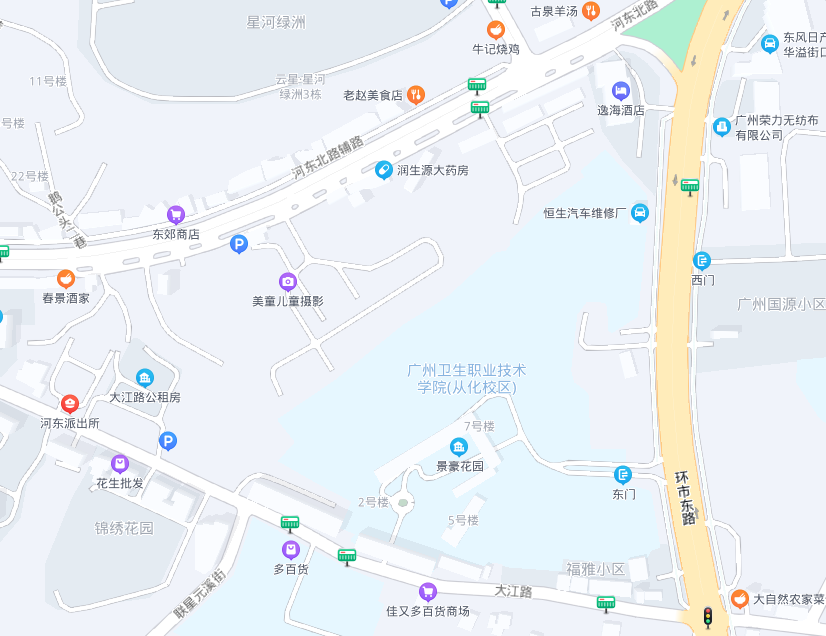 古泉羊汤
河东北路
星河绿洲
东风日产
华溢街口
牛记烧鸡
云星·星河
绿洲3栋
11号楼
老赵美食店
逸海酒店
号楼
广州荣力无纺布
有限公司
河东北路辅路
润生源大药房
22号楼
鹅公头二巷
恒生汽车维修厂
东郊商店
P
西门
春景酒家
美童儿童摄影
广州国源小区
广州卫生职业技术
学院(从化校区)
大江路公租房
河东派出所
7号楼
P
景豪花园
花生批发
东门
环市东路
2号楼
5号楼
锦绣花园
多百货
福雅小区
联星元溪街
大江路
佳又多百货商场
大自然农家菜